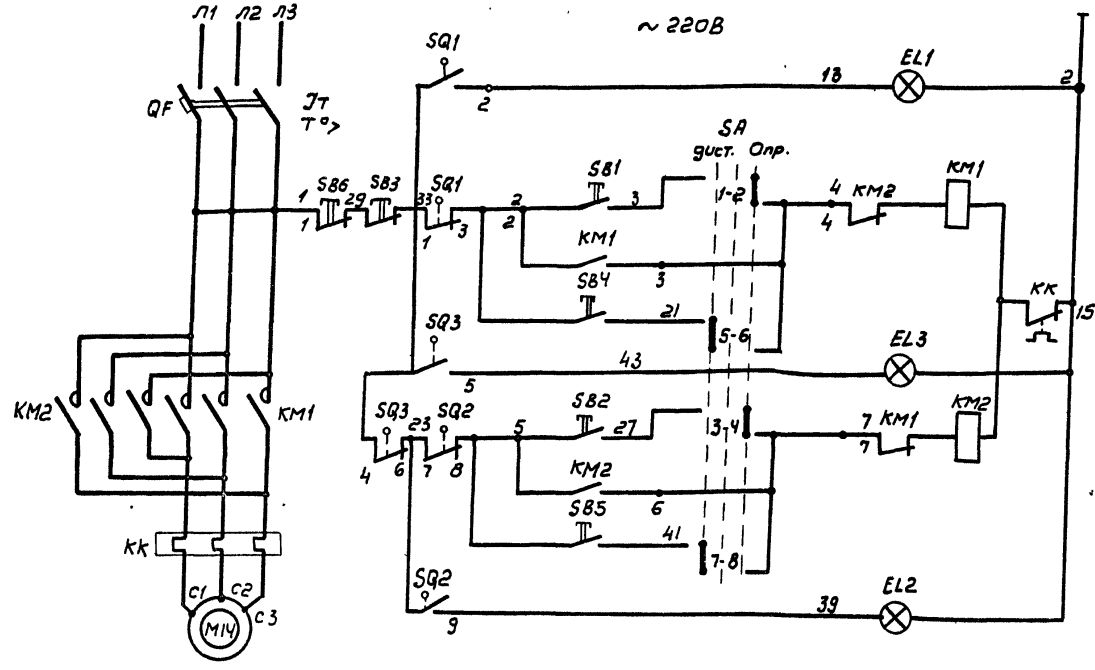 Л1 Л2 Л3
~ 220В
SQ1
EL1
18
2
2
QF
Iт
T°>
SA
дист. Опр.
SB1
KM1
SB6
SB3
SQ1
1
29
33
2
3
1-2
4
KM2
1
1
3
2
4
KM1
3
SB4
KK
21
15
SQ3
5-6
EL3
43
5
KM2
KM1
SQ3
SQ2
SB2
KM2
23
5
27
3-4
7
KM1
4
6
7
8
7
KM2
6
SB5
41
KK
7-8
SQ2
EL2
C1
C2
C3
39
9
M14